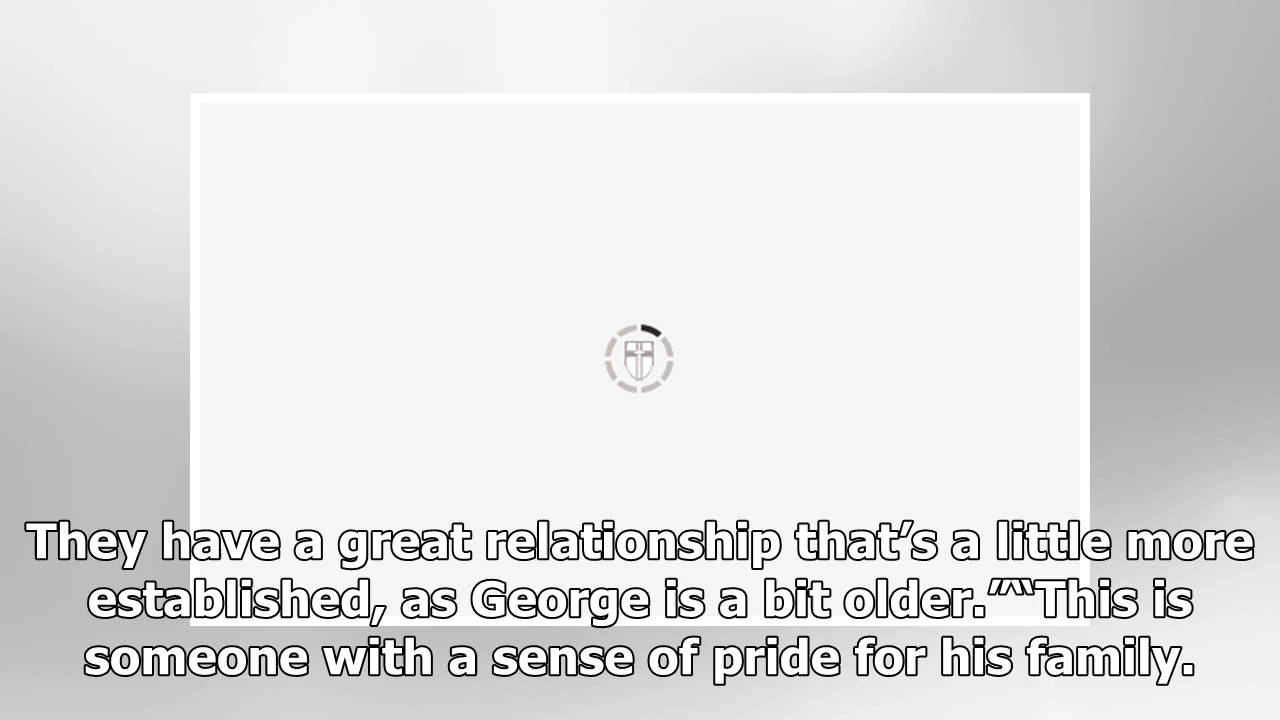 They have a great relationship that’s a little more
established, as George is a bit older.”“‘This is
someone with a sense of pride for his family.